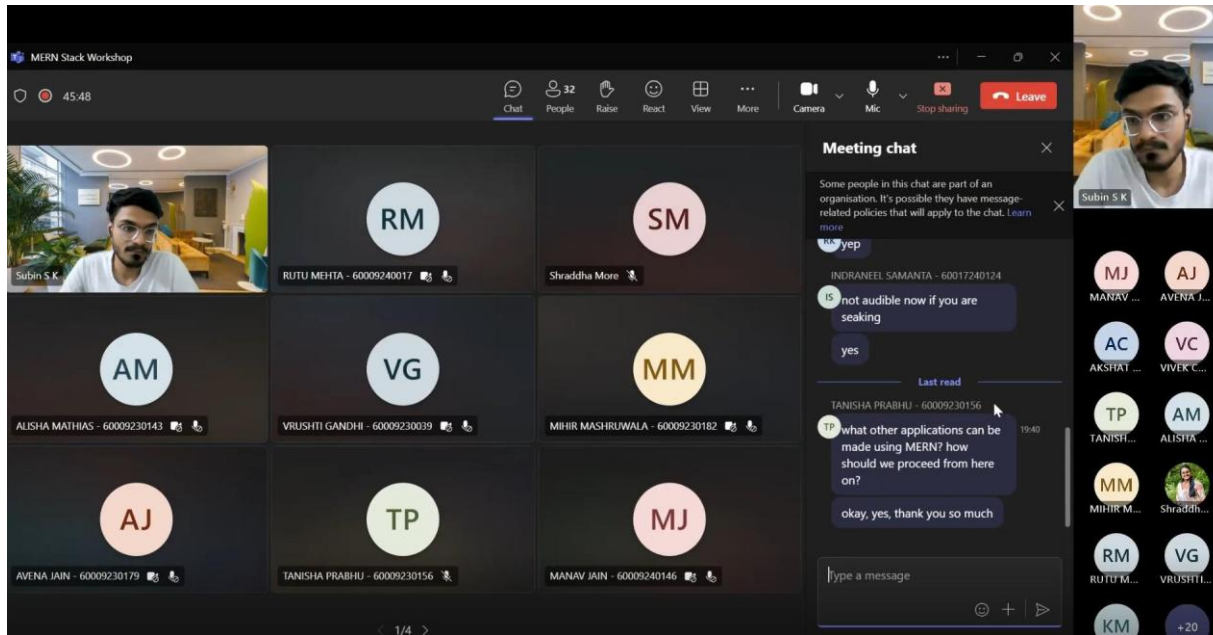 MERN Stack Workshop
45:48
Chat
32
People
Raise
React
View
More
Camera
Mic
Stop sharing
Leave
Subin S K
RM
RUTU MEHTA - 60009240017
SM
Shraddha More
AM
ALISHA MATHIAS - 60009230143
VG
VRUSHTI GANDHI - 60009230039
MM
MIHIR MASHRUWALA - 60009230182
AJ
AVENA JAIN - 60009230179
TP
TANISHA PRABHU - 60009230156
MJ
MANAV JAIN - 60009240146
1/4
Meeting chat
Some people in this chat are part of an
organisation. It's possible they have message-
related policies that will apply to the chat. Learn
more
RK
yep
INDRANEEL SAMANTA - 60017240124
IS
not audible now if you are
seaking
yes
Last read
TANISHA PRABHU - 60009230156
TP
what other applications can be
made using MERN? how
should we proceed from here
on?
19:40
okay, yes, thank you so much
Type a message
Subin S K
MJ
MANAV ...
AJ
AVENA J...
AC
AKSHAT ...
VC
VIVEK C...
TP
TANISH...
AM
ALISHA ...
MM
MIHIR M...
Shraddh...
RM
RUTU M...
VG
VRUSHTI...
KM
+20